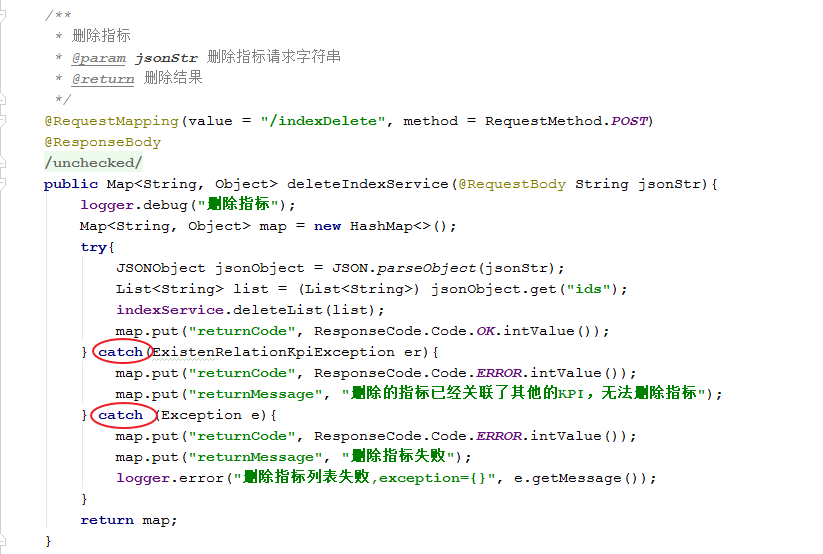 /**
 * 删除指标
 * @param jsonStr 删除指标请求字符串
 * @return 删除结果
 */
@RequestMapping(value = "/indexDelete", method = RequestMethod.POST)
@ResponseBody
/unchecked/
public Map<String, Object> deleteIndexService(@RequestBody String jsonStr){
    logger.debug("删除指标");
    Map<String, Object> map = new HashMap<>();
    try{
        JSONObject jsonObject = JSON.parseObject(jsonStr);
        List<String> list = (List<String>) jsonObject.get("ids");
        indexService.deleteList(list);
        map.put("returnCode", ResponseCode.Code.OK.intValue());
    } catch(ExistenRelationKpiException er){
        map.put("returnCode", ResponseCode.Code.ERROR.intValue());
        map.put("returnMessage", "删除的指标已经关联了其他的KPI，无法删除指标");
    } catch (Exception e){
        map.put("returnCode", ResponseCode.Code.ERROR.intValue());
        map.put("returnMessage", "删除指标失败");
        logger.error("删除指标列表失败,exception={}", e.getMessage());
    }
    return map;
}